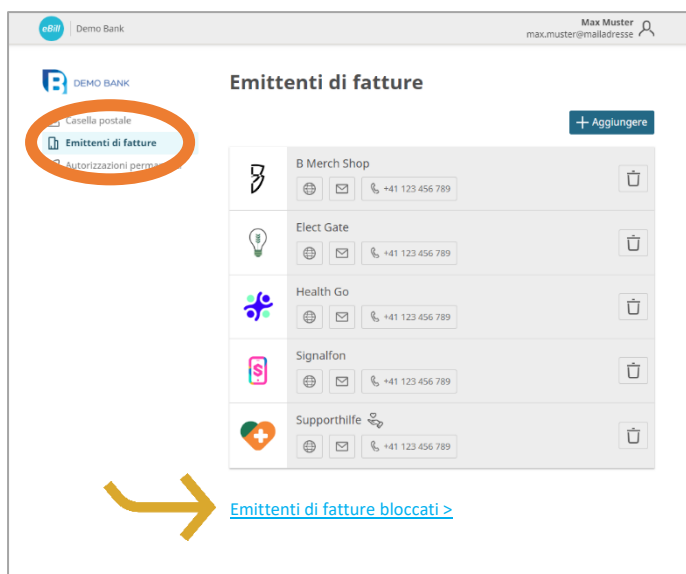 eBill Demo Bank
Max Muster
max.muster@mailadresse
DEMO BANK
Emittenti di fatture
Casella postale
+ Aggiungere
Emittenti di fatture
Autorizzazioni
B Merch Shop
+41 123 456 789
Elect Gate
+41 123 456 789
Health Go
+41 123 456 789
Signalfon
+41 123 456 789
Supporthilfe
+41 123 456 789
Emittenti di fatture bloccati >